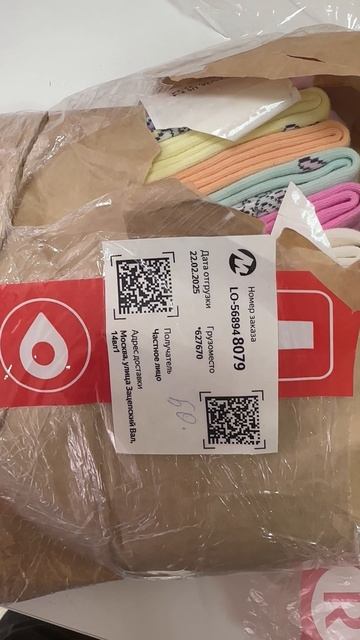 Номер заказа
LO-56894 8079
Дата отгрузки
22.02.2025
Грузоместо
*627970
Получатель
Частное лицо
Адрес доставки
Москва, улица Зацепский Вал,
14вл1